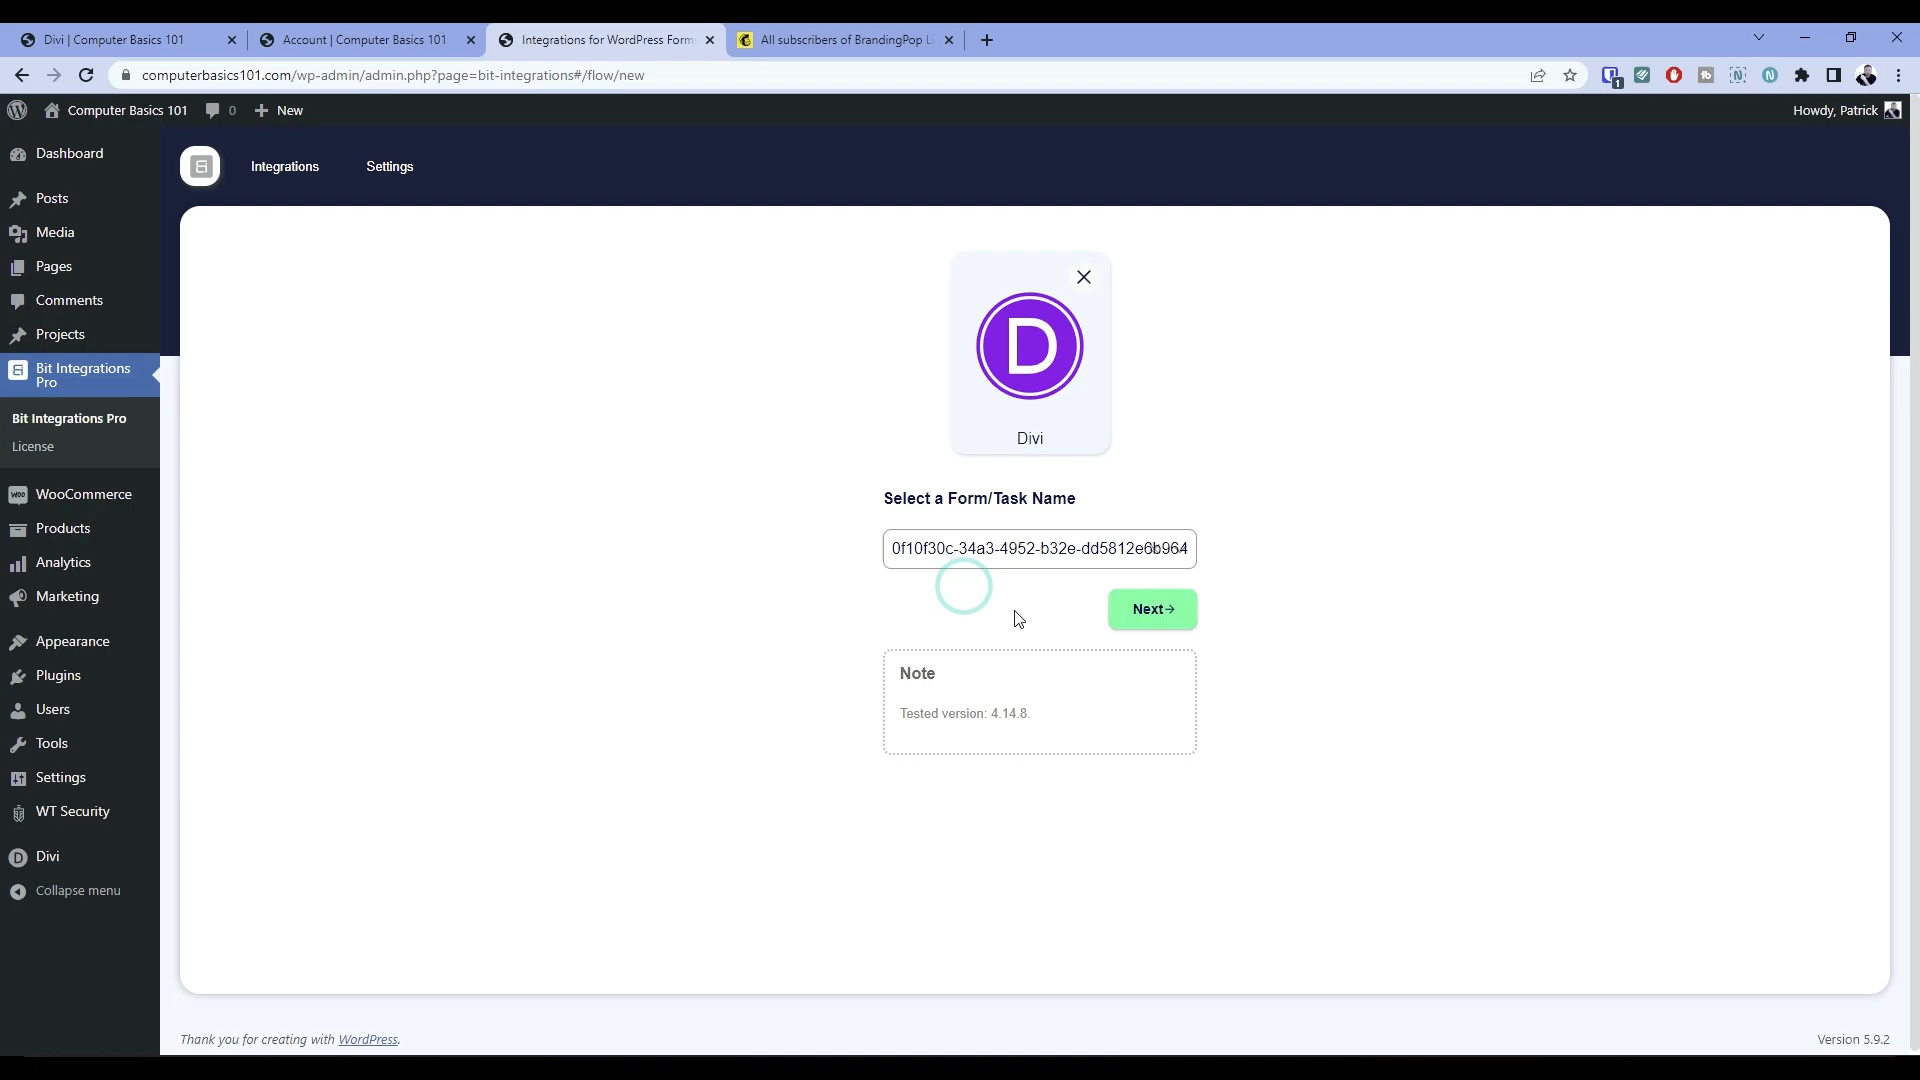 Divi | Computer Basics 101
Account | Computer Basics 101
Integrations for WordPress Form
All subscribers of BrandingPop Li
computerbasics101.com/wp-admin/admin.php?page=bit-integrations#/flow/new
1
Computer Basics 101
0
New
Howdy, Patrick
Dashboard
Posts
Media
Pages
Comments
Projects
Bit Integrations
Pro
Bit Integrations Pro
License
WooCommerce
Products
Analytics
Marketing
Appearance
Plugins
Users
Tools
Settings
WT Security
Divi
Collapse menu
Integrations
Settings
D
Divi
Select a Form/Task Name
0f10f30c-34a3-4952-b32e-dd5812e6b964
Next→
Note
Tested version: 4.14.8.
Thank you for creating with WordPress.
Version 5.9.2